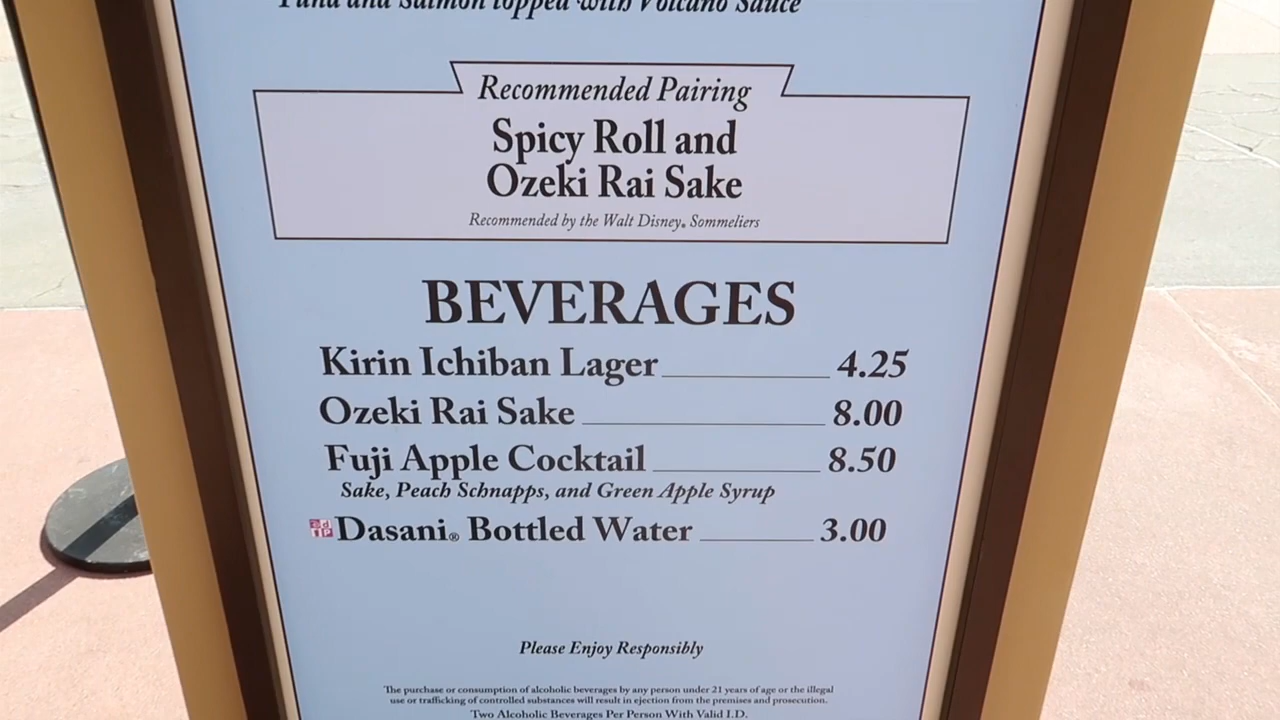 Tuna and Salmon topped with Volcano Sauce
Recommended Pairing
Spicy Roll and
Ozeki Rai Sake
Recommended by the Walt Disney® Sommeliers
BEVERAGES
Kirin Ichiban Lager 4.25
Ozeki Rai Sake 8.00
Fuji Apple Cocktail 8.50
Sake, Peach Schnapps, and Green Apple Syrup
Dasani® Bottled Water 3.00
Please Enjoy Responsibly
The purchase or consumption of alcoholic beverages by any person under 21 years of age or the illegal
use or trafficking of controlled substances will result in ejection from the premises and prosecution.
Two Alcoholic Beverages Per Person With Valid I.D.